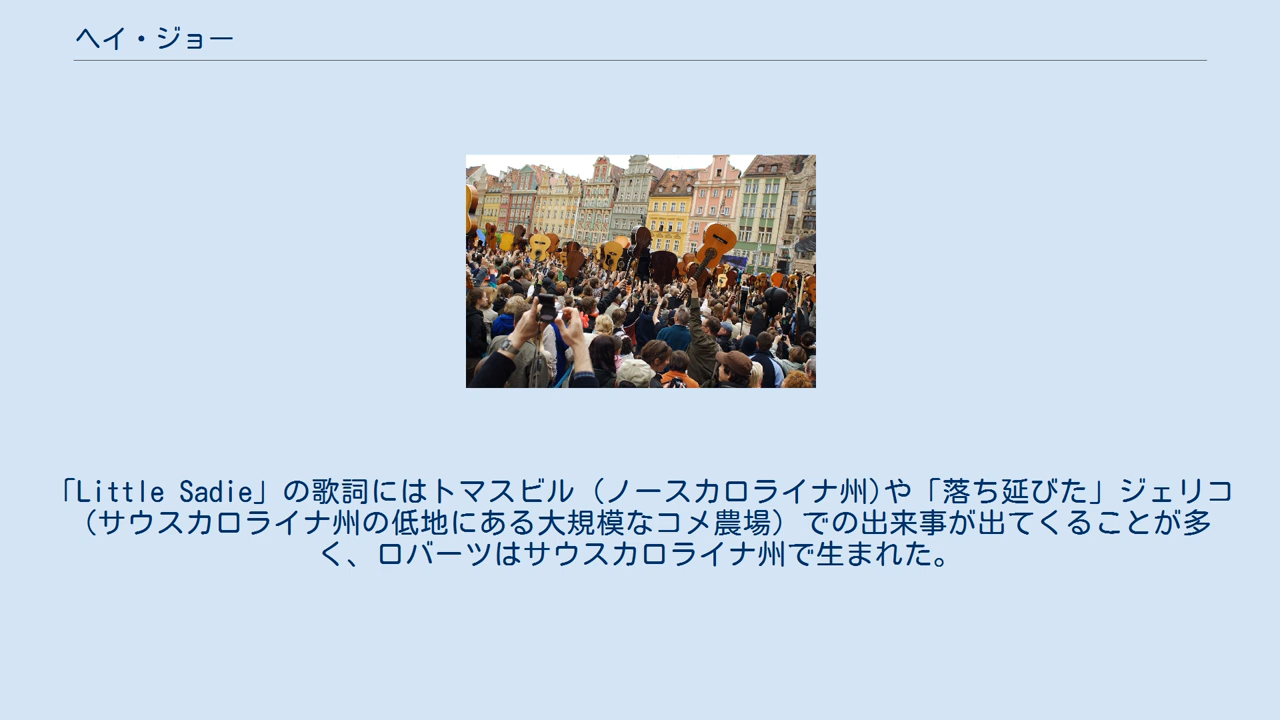 ヘイ・ジョー
「Little Sadie」の歌詞にはトマスビル (ノースカロライナ州)や「落ち延びた」ジェリコ
（サウスカロライナ州の低地にある大規模なコメ農場）での出来事が出てくることが多
く、ロバーツはサウスカロライナ州で生まれた。